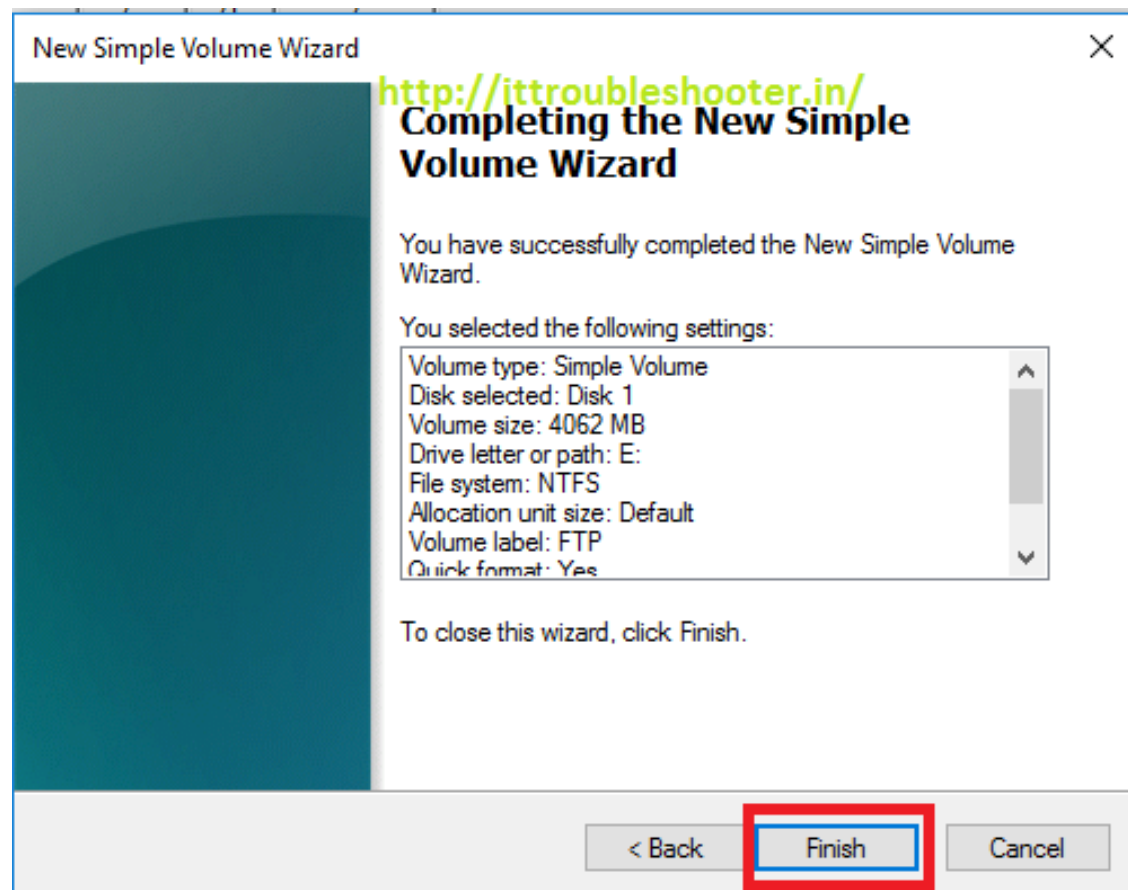 New Simple Volume Wizard
http://ittroubleshooter.in/
Completing the New Simple
Volume Wizard
You have successfully completed the New Simple Volume
Wizard.
You selected the following settings:
Volume type: Simple Volume
Disk selected: Disk 1
Volume size: 4062 MB
Drive letter or path: E:
File system: NTFS
Allocation unit size: Default
Volume label: FTP
Quick format: Yes
To close this wizard, click Finish.
< Back
Finish
Cancel